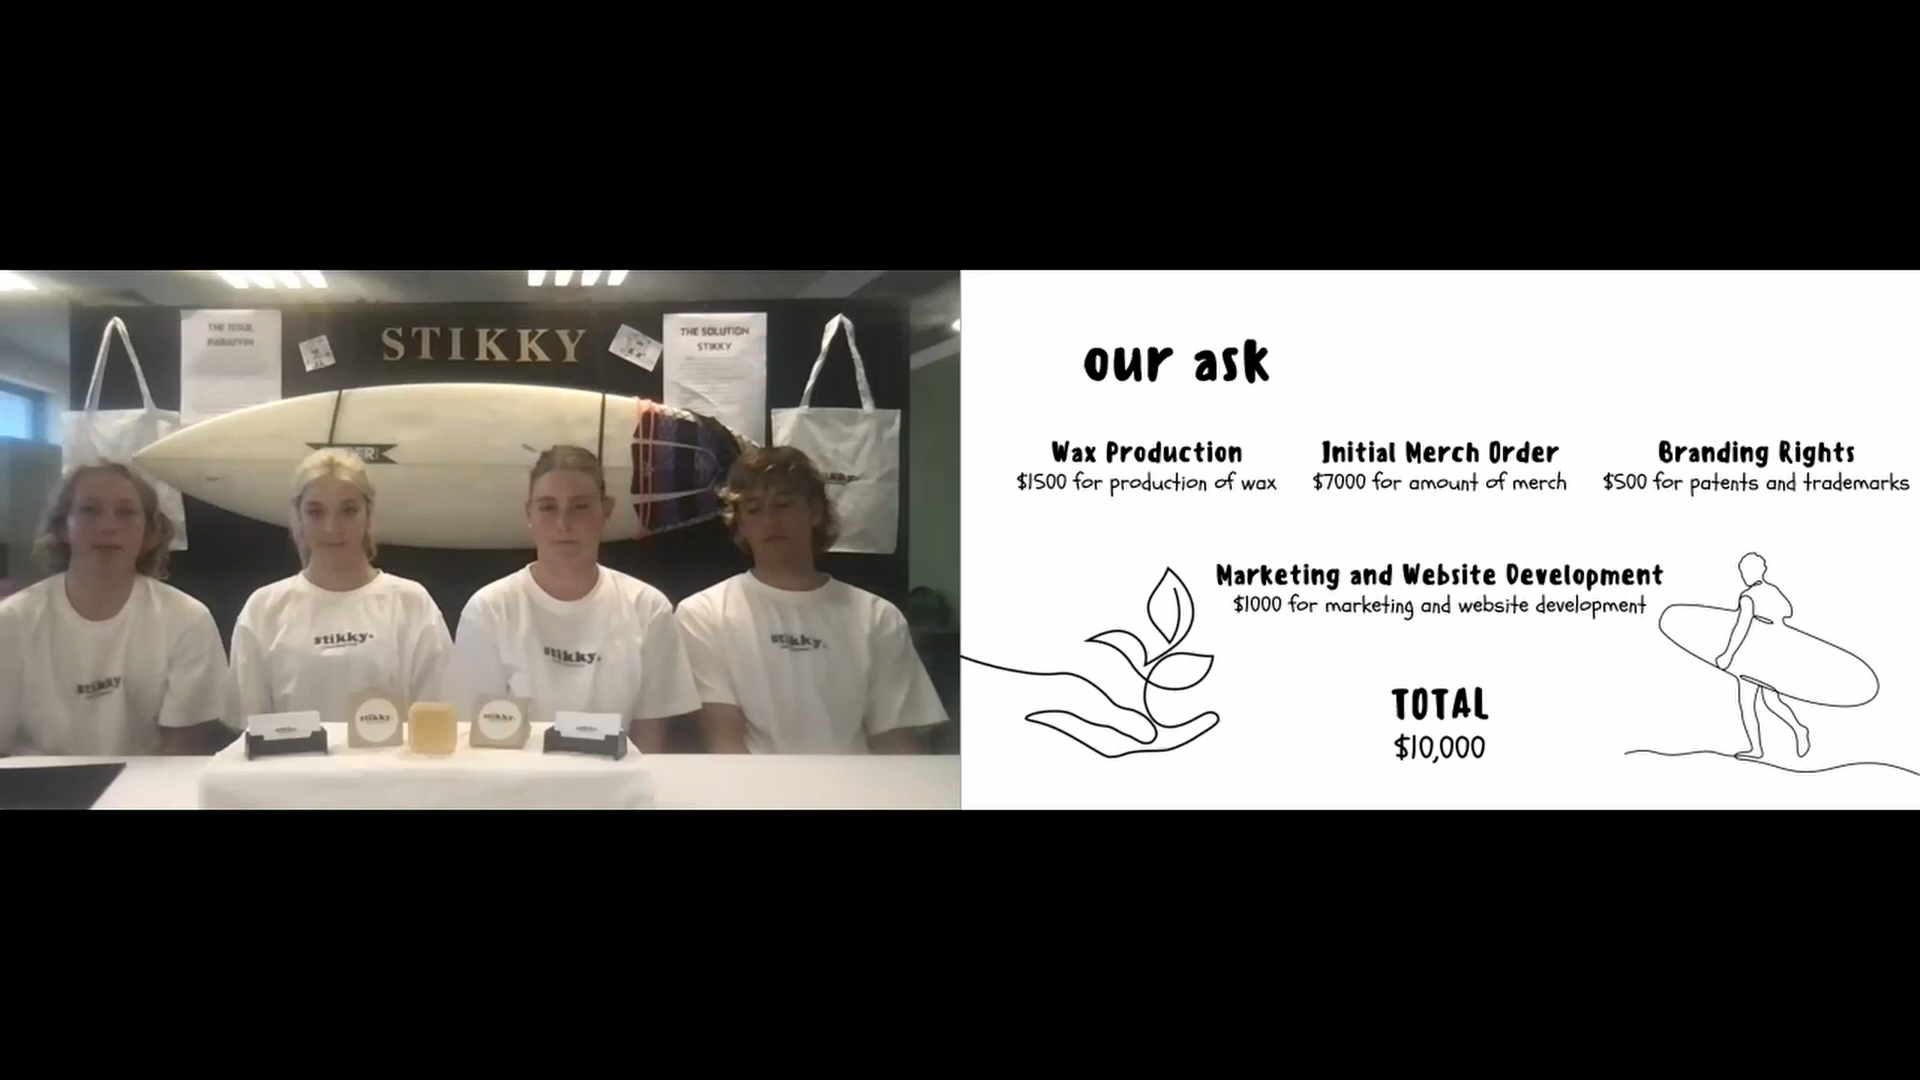 THE ISSUE
PARAFFIN
STIKKY
THE SOLUTION
STIKKY
stikky.
stikky.
stikky.
stikky.
stikky.
stikky.
our ask
Wax Production
$1500 for production of wax
Initial Merch Order
$7000 for amount of merch
Branding Rights
$500 for patents and trademarks
Marketing and Website Development
$1000 for marketing and website development
TOTAL
$10,000